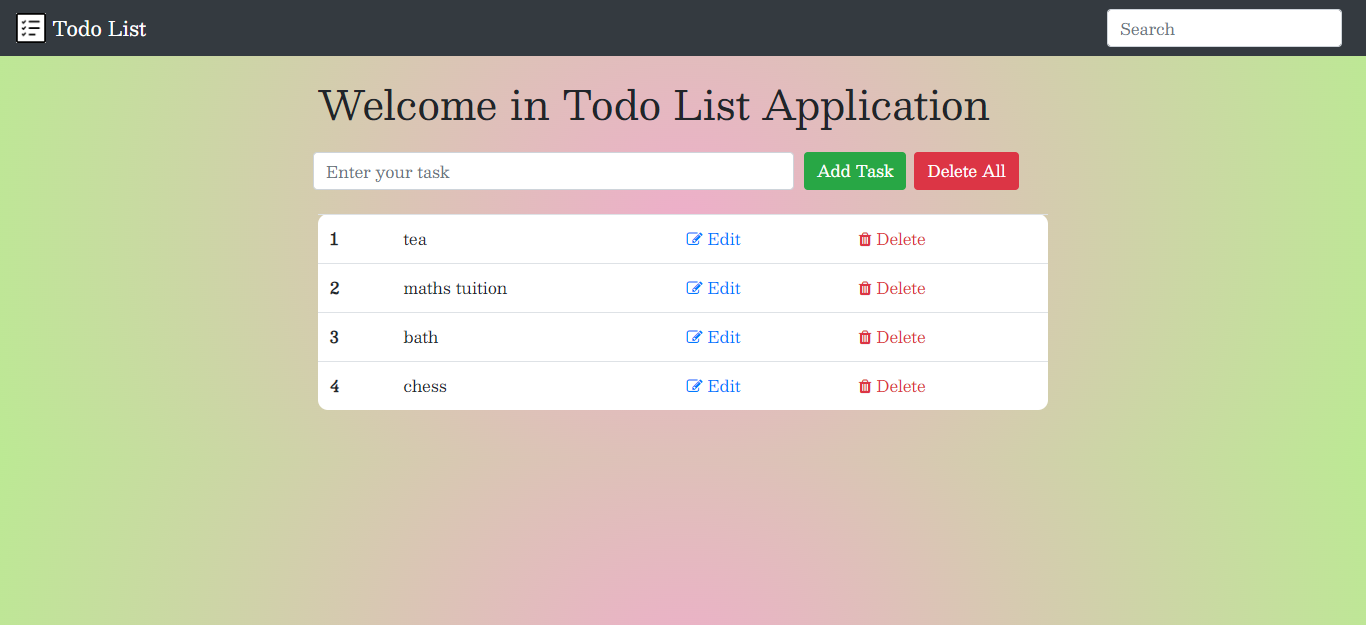 Todo List Search
Welcome in Todo List Application
Enter your task Add Task Delete All
1 tea Edit Delete
2 maths tuition Edit Delete
3 bath Edit Delete
4 chess Edit Delete